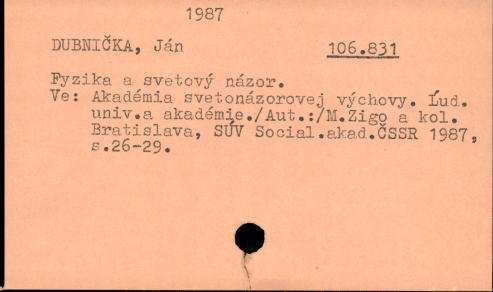 1987
DUBNIČKA, Ján 106.831
Fyzika a svetový názor.
Ve: Akadémia svetonázorovej výchovy. Ľud.
univ.a akadémie./Aut.:/M.Zigo a kol.
Bratislava, SÚV Social.akad.ČSSR 1987,
s.26-29.